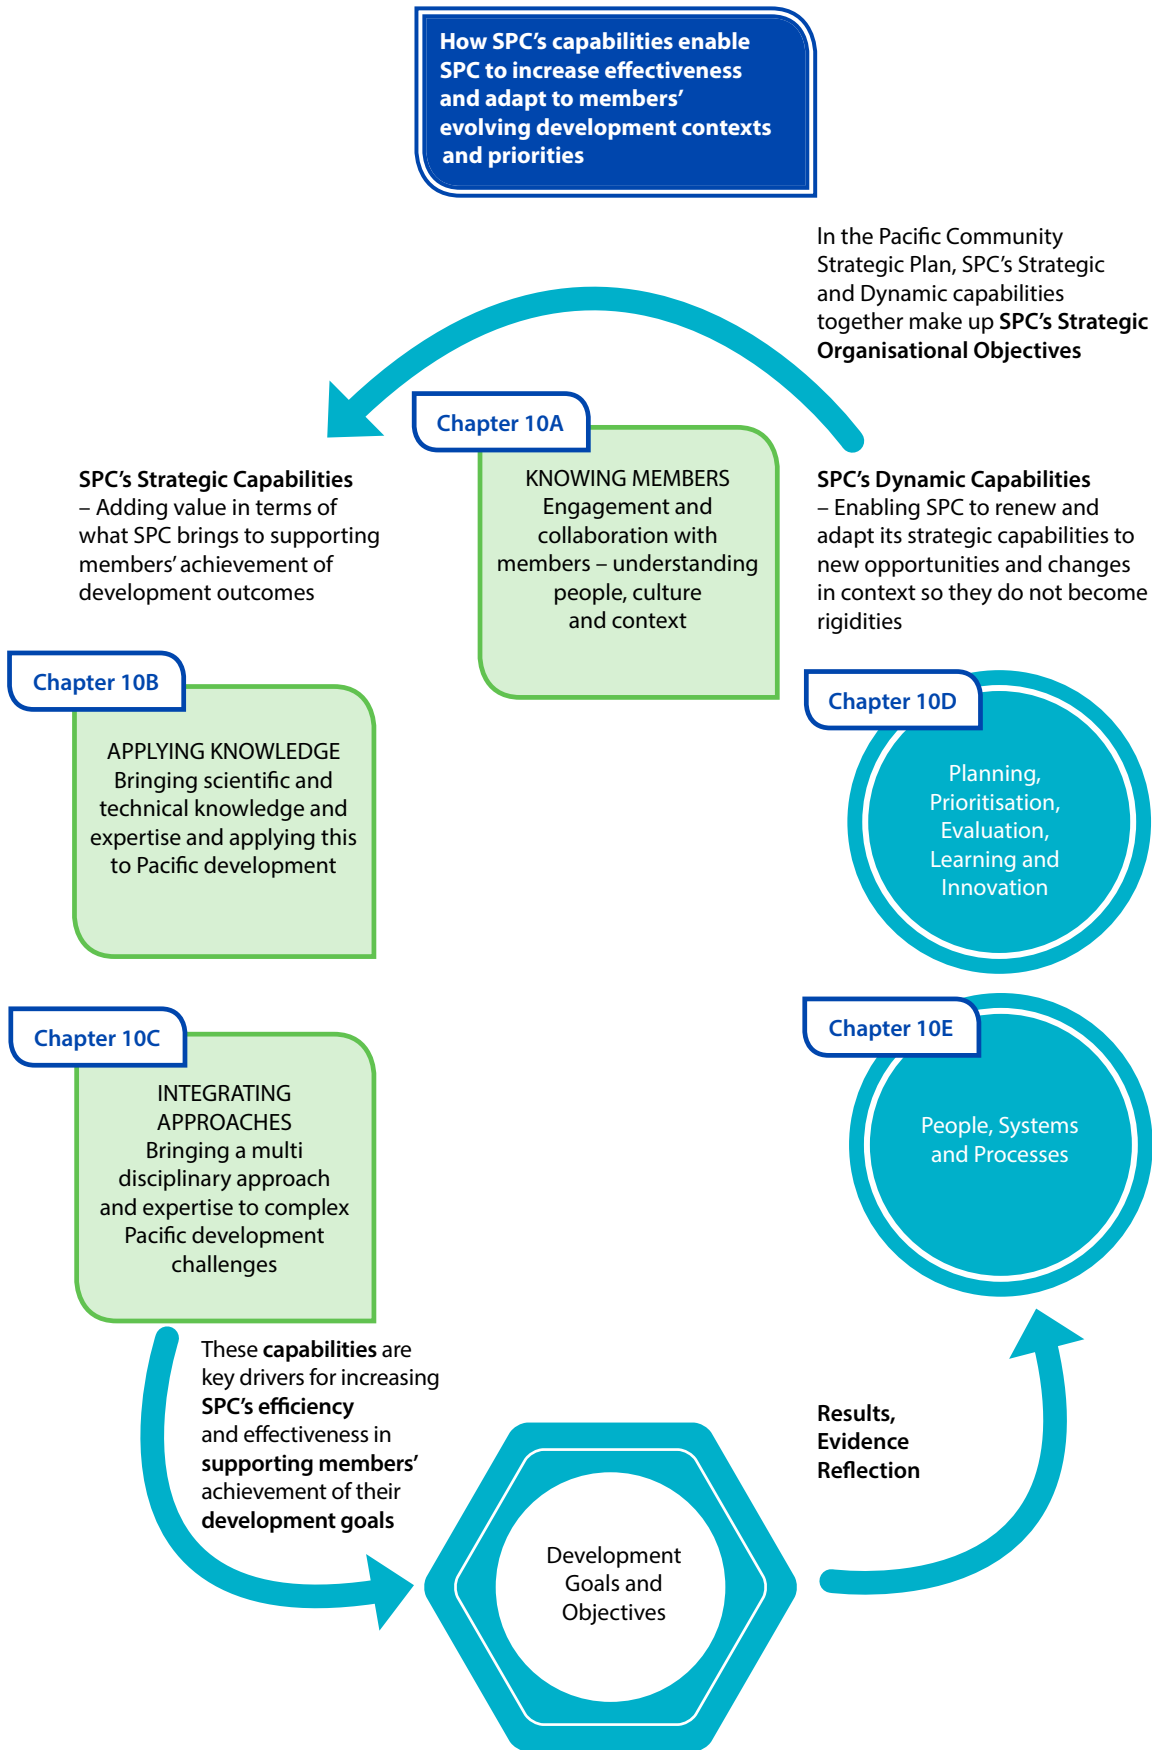 How SPC's capabilities enable
SPC to increase effectiveness
and adapt to members'
evolving development contexts
and priorities
In the Pacific Community
Strategic Plan, SPC's Strategic
and Dynamic capabilities
together make up SPC's Strategic
Organisational Objectives
SPC's Strategic Capabilities
– Adding value in terms of
what SPC brings to supporting
members' achievement of
development outcomes
Chapter 10A
KNOWING MEMBERS
Engagement and
collaboration with
members – understanding
people, culture
and context
SPC's Dynamic Capabilities
– Enabling SPC to renew and
adapt its strategic capabilities to
new opportunities and changes
in context so they do not become
rigidities
Chapter 10B
APPLYING KNOWLEDGE
Bringing scientific and
technical knowledge and
expertise and applying this
to Pacific development
Chapter 10D
Planning,
Prioritisation,
Evaluation,
Learning and
Innovation
Chapter 10C
INTEGRATING
APPROACHES
Bringing a multi
disciplinary approach
and expertise to complex
Pacific development
challenges
Chapter 10E
People, Systems
and Processes
These capabilities are
key drivers for increasing
SPC's efficiency
and effectiveness in
supporting members'
achievement of their
development goals
Development
Goals and
Objectives
Results,
Evidence
Reflection